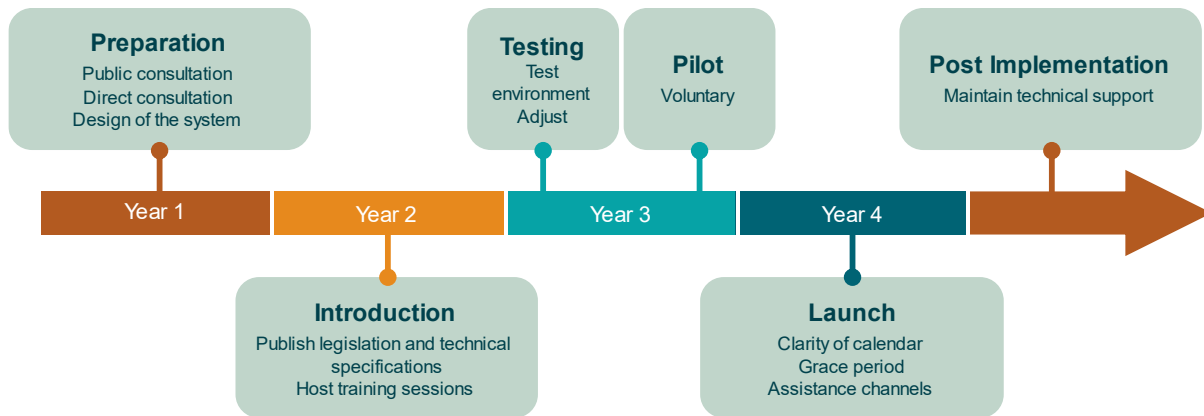 Preparation
Public consultation
Direct consultation
Design of the system
Testing
Test
environment
Adjust
Pilot
Voluntary
Post Implementation
Maintain technical support
Year 1
Year 2
Year 3
Year 4
Introduction
Publish legislation and technical
specifications
Host training sessions
Launch
Clarity of calendar
Grace period
Assistance channels